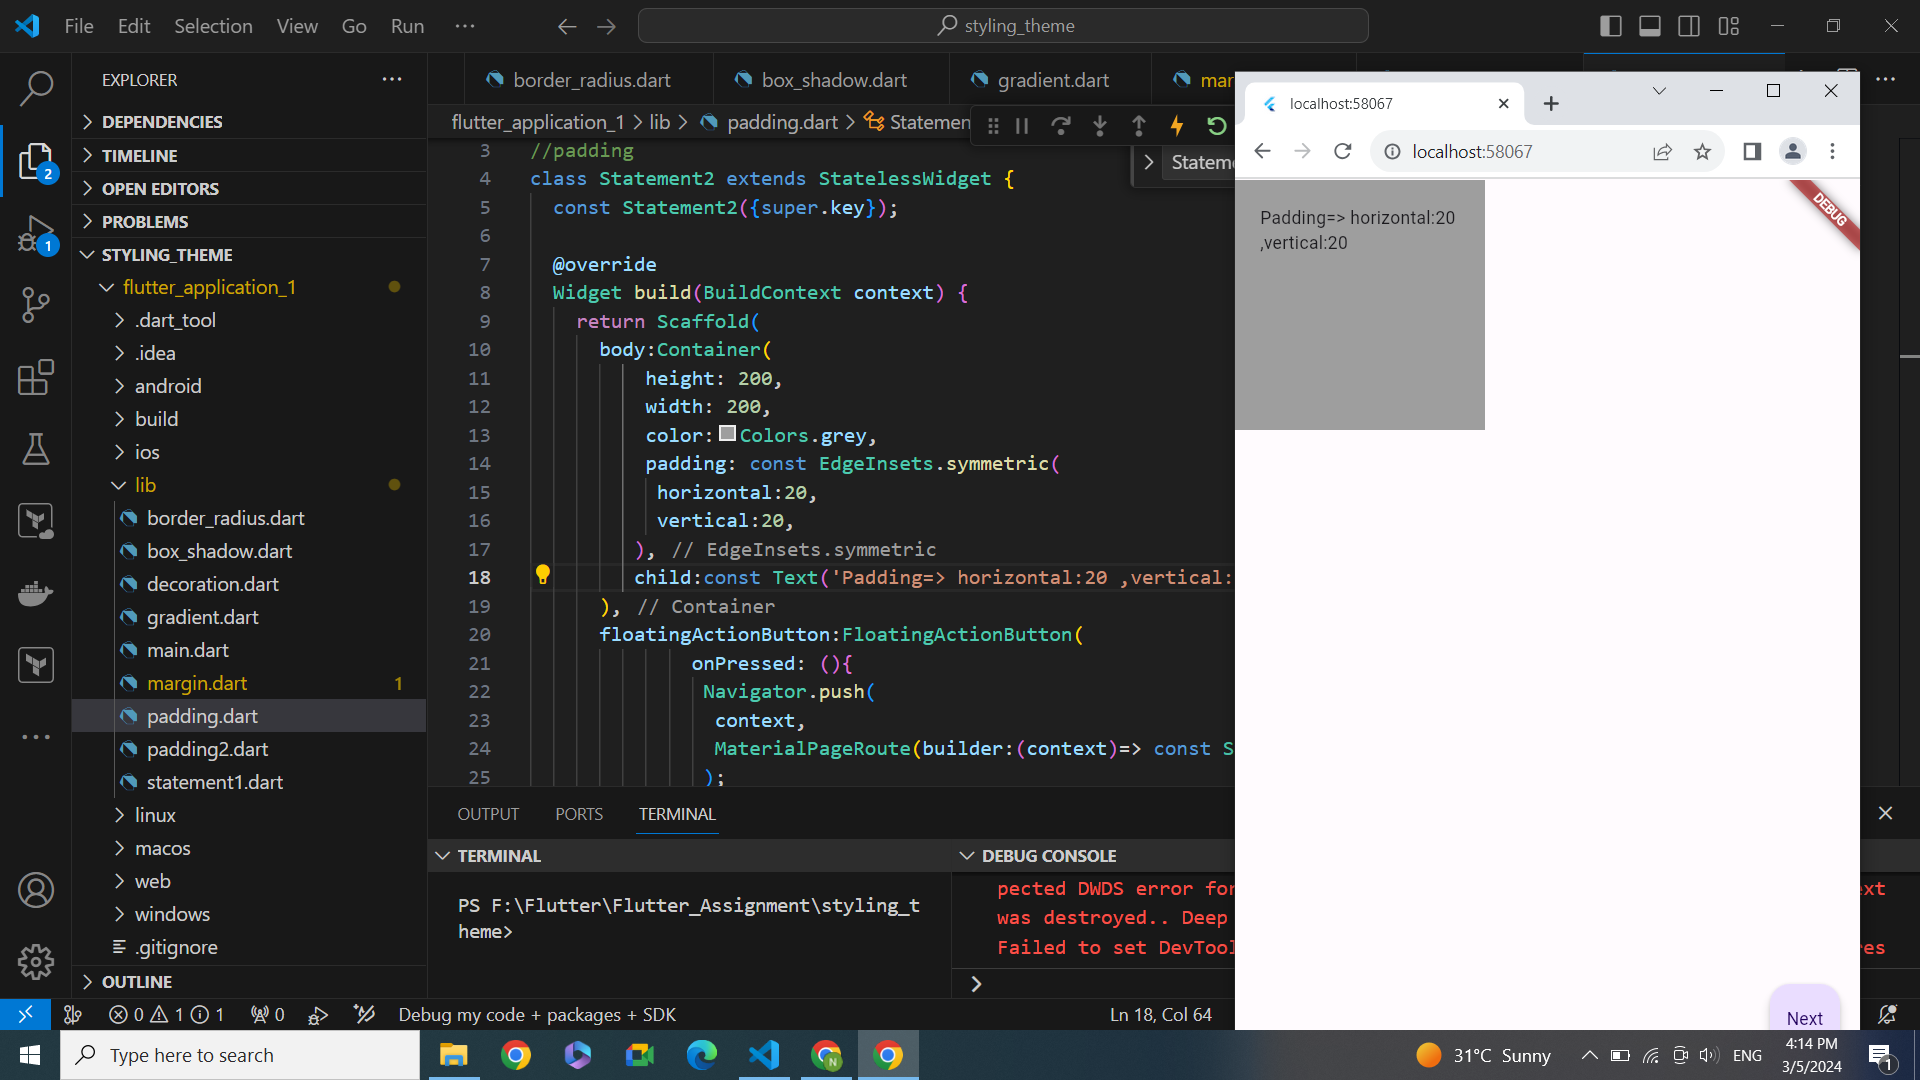 File Edit Selection View Go Run ...
styling_theme
EXPLORER
DEPENDENCIES
TIMELINE
OPEN EDITORS
PROBLEMS
STYLING_THEME
flutter_application_1
.dart_tool
.idea
android
build
ios
lib
border_radius.dart
box_shadow.dart
decoration.dart
gradient.dart
main.dart
margin.dart 1
padding.dart
padding2.dart
statement1.dart
linux
macos
web
windows
.gitignore
OUTLINE
2
1
border_radius.dart box_shadow.dart gradient.dart mar
flutter_application_1 > lib > padding.dart > Statemen
> Stateme
3 //padding
4 class Statement2 extends StatelessWidget {
5 const Statement2({super.key});
6
7 @override
8 Widget build(BuildContext context) {
9 return Scaffold(
10 body:Container(
11 height: 200,
12 width: 200,
13 color: Colors.grey,
14 padding: const EdgeInsets.symmetric(
15 horizontal:20,
16 vertical:20,
17 ), // EdgeInsets.symmetric
18 child:const Text('Padding=> horizontal:20 ,vertical:
19 ), // Container
20 floatingActionButton:FloatingActionButton(
21 onPressed: (){
22 Navigator.push(
23 context,
24 MaterialPageRoute(builder:(context)=> const S
25 );
OUTPUT PORTS TERMINAL
TERMINAL
PS F:\Flutter\Flutter_Assignment\styling_t
heme>
DEBUG CONSOLE
pected DWDS error for ext
was destroyed.. Deep
Failed to set DevTool res
>
localhost:58067
localhost:58067
Padding=> horizontal:20
,vertical:20
DEBUG
Next
0 1 1 0 Debug my code + packages + SDK
Ln 18, Col 64
Type here to search
N
31°C Sunny
ENG
4:14 PM
3/5/2024
1